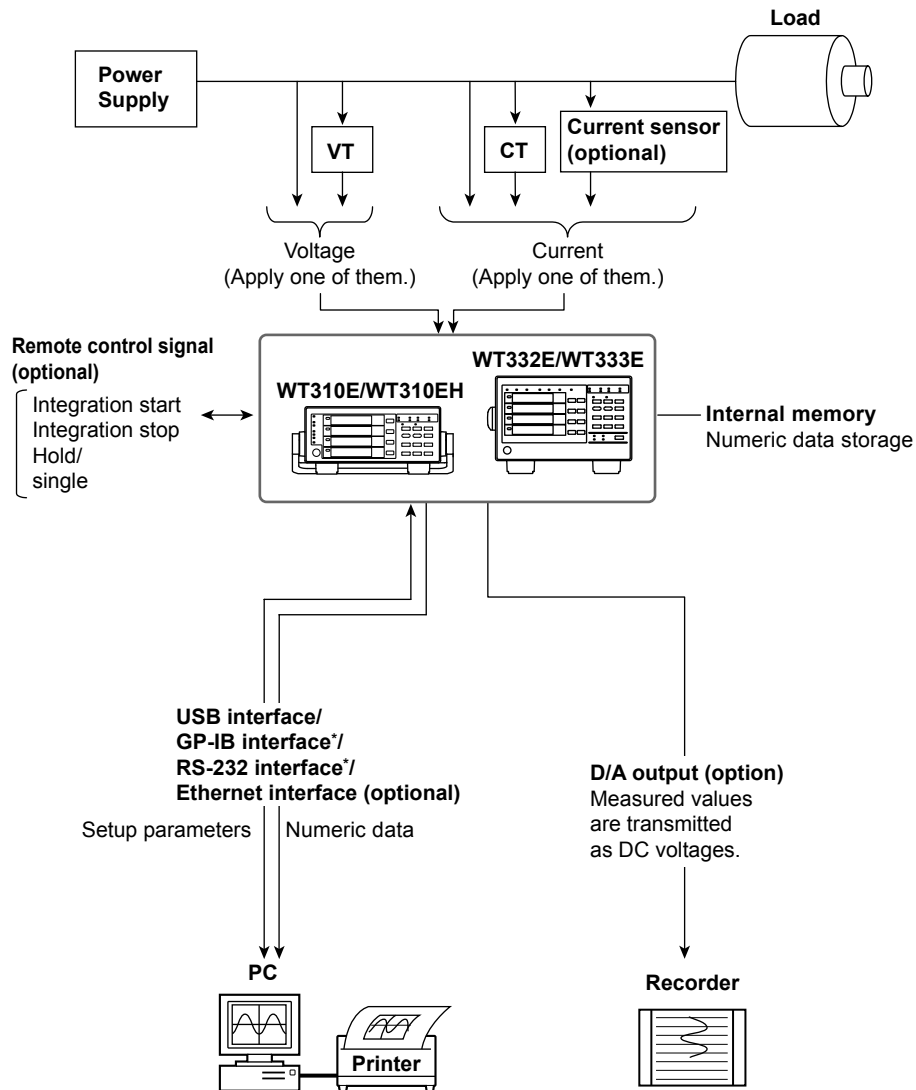 Load
Power
Supply
VT
CT
Current sensor
(optional)
Voltage
(Apply one of them.)
Current
(Apply one of them.)
Remote control signal
(optional)
Integration start
Integration stop
Hold/
single
WT310E/WT310EH
WT332E/WT333E
Internal memory
Numeric data storage
USB interface/
GP-IB interface*/
RS-232 interface*/
Ethernet interface (optional)
Setup parameters
Numeric data
D/A output (option)
Measured values
are transmitted
as DC voltages.
PC
Printer
Recorder